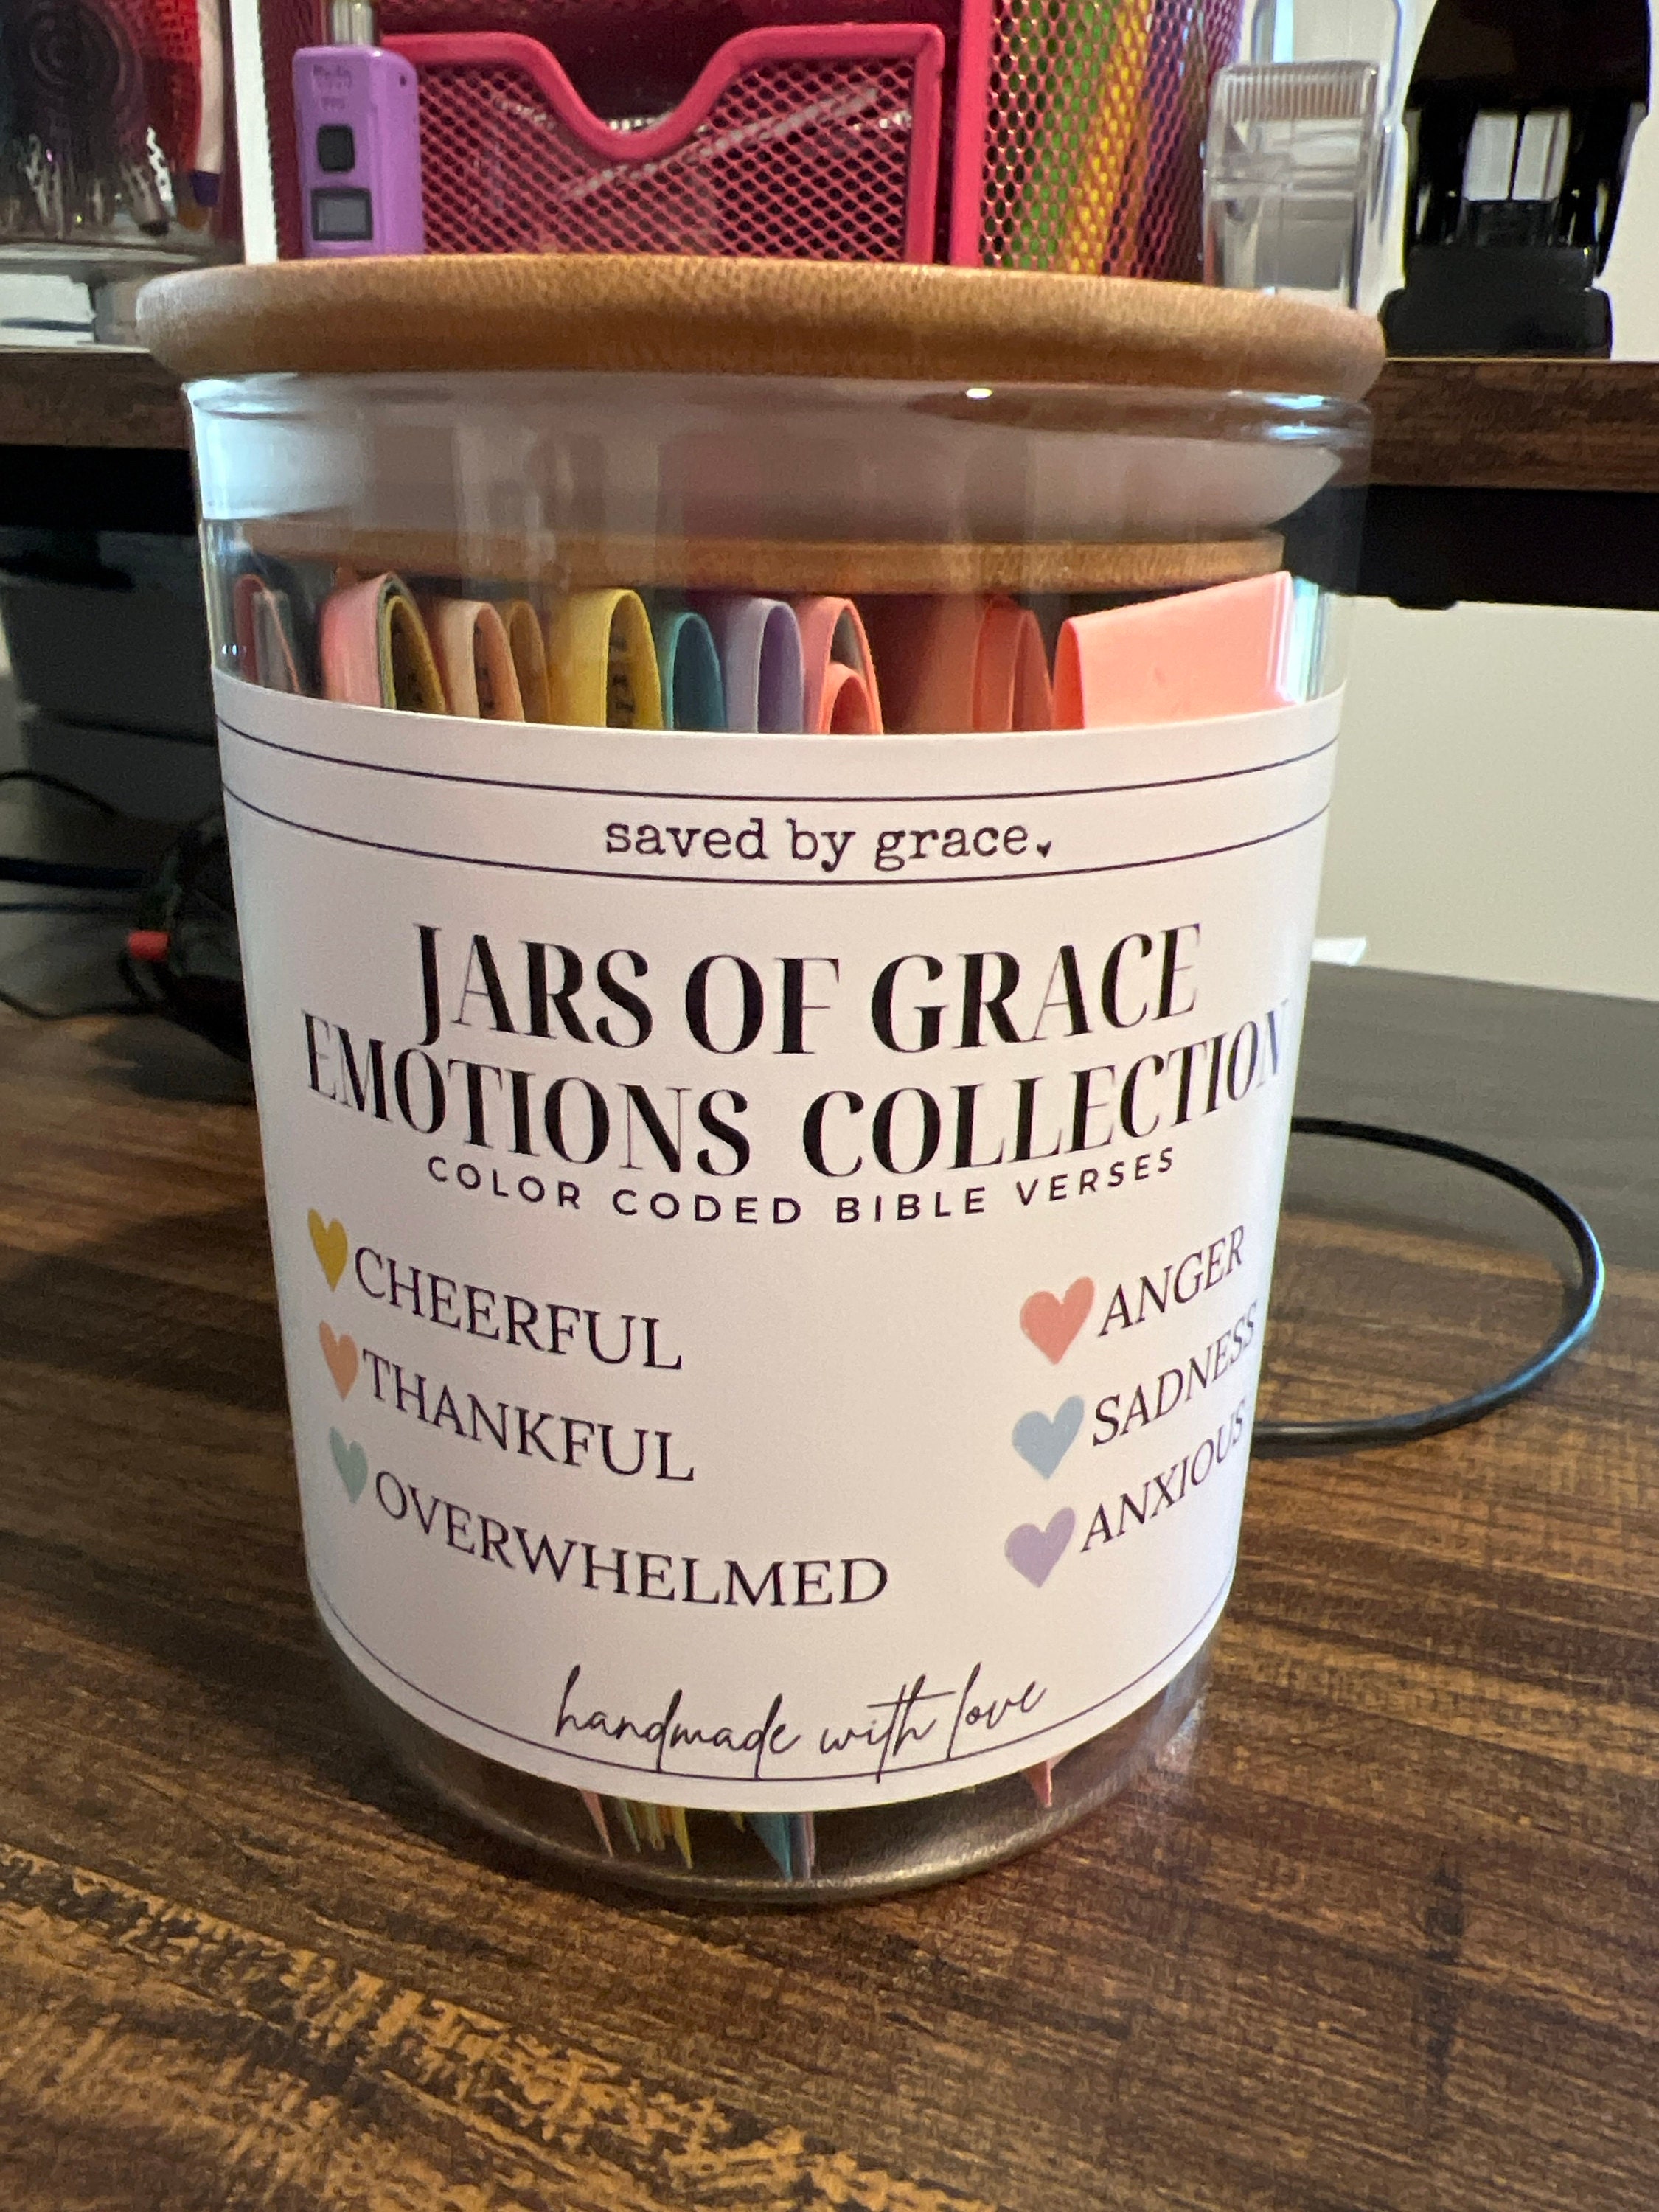 saved by grace
JARS OF GRACE
EMOTIONS COLLECTION
COLOR CODED BIBLE VERSES
CHEERFUL
THANKFUL
OVERWHELMED
ANGER
SADNESS
ANXIOUS
handmade with love